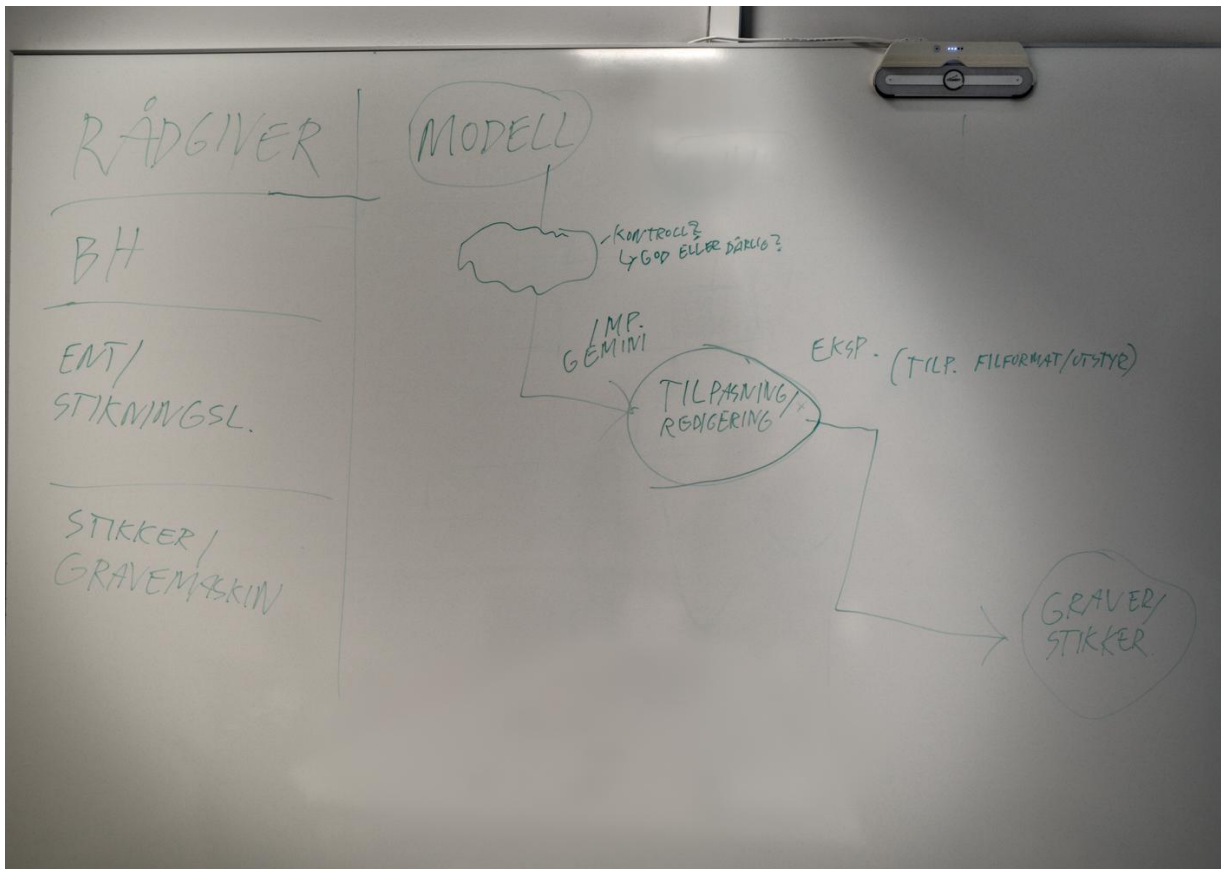 RÅDGIVER
BH
ENT/
STIKNINGSL.
STIKKER/
GRAVEMASKIN
MODELL
KONTROLL?
↳ GOD ELLER DÅRLIG?
IMP.
GEMINI
TILPASNING/
REDIGERING
EKSP. (TILP. FILFORMAT/UTSTYR)
GRAVER/
STIKKER